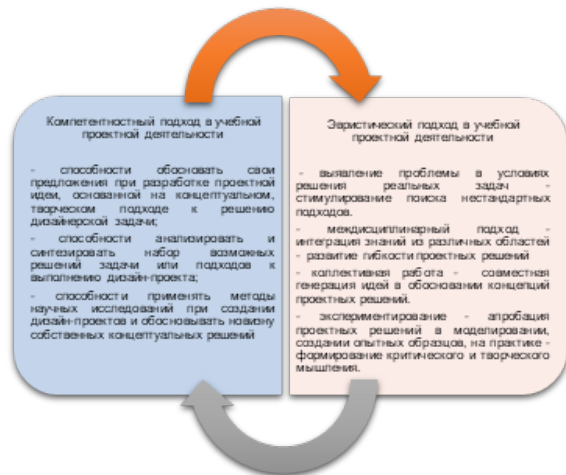 Компетентностный подход в учебной
проектной деятельности
- способности обосновать свои
предложения при разработке проектной
идеи, основанной на концептуальном,
творческом подходе к решению
дизайнерской задачи;
- способности анализировать и
синтезировать набор возможных
решений задачи или подходов к
выполнению дизайн-проекта;
- способности применять методы
научных исследований при создании
дизайн-проектов и обосновывать новизну
собственных концептуальных решений
Эвристический подход в учебной
проектной деятельности
- выявление проблемы в условиях
решения реальных задач -
стимулирование поиска нестандартных
подходов.
- междисциплинарный подход -
интеграция знаний из различных областей
- развитие гибкости проектных решений
- коллективная работа - совместная
генерация идей в обосновании концепций
проектных решений.
- экспериментирование - апробация
проектных решений в моделировании,
создании опытных образцов, на практике -
формирование критического и творческого
мышления.